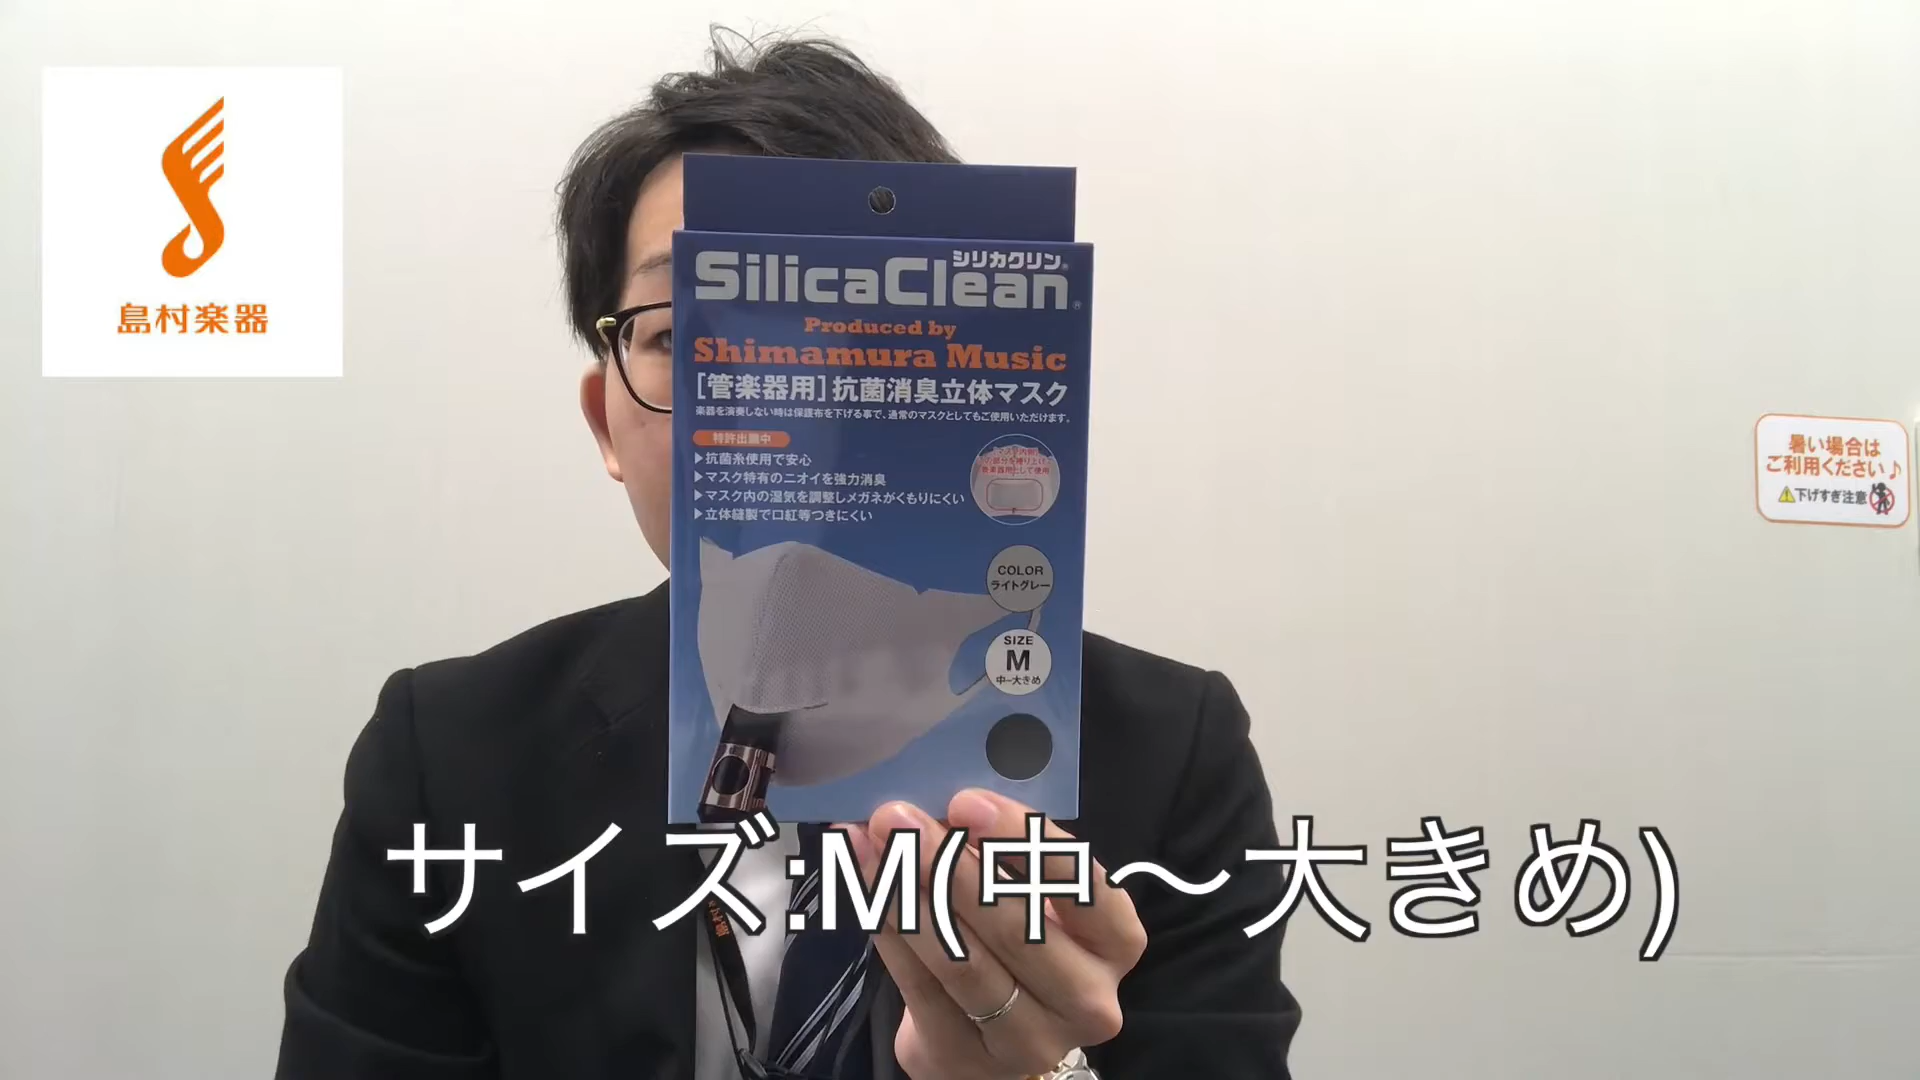 島村楽器
シリカクリン®
SilicaClean®
Produced by
Shimamura Music
[管楽器用]抗菌消臭立体マスク
楽器を演奏しない時は保護布を下げる事で、通常のマスクとしてもご使用いただけます。
特許出願中
▶抗菌糸使用で安心
▶マスク特有のニオイを強力消臭
▶マスク内の湿気を調整しメガネがくもりにくい
▶立体縫製で口紅等つきにくい
COLOR
ライトグレー
SIZE
M
中~大きめ
サイズ:M(中〜大きめ)
暑い場合は
ご利用ください♪
⚠下げすぎ注意